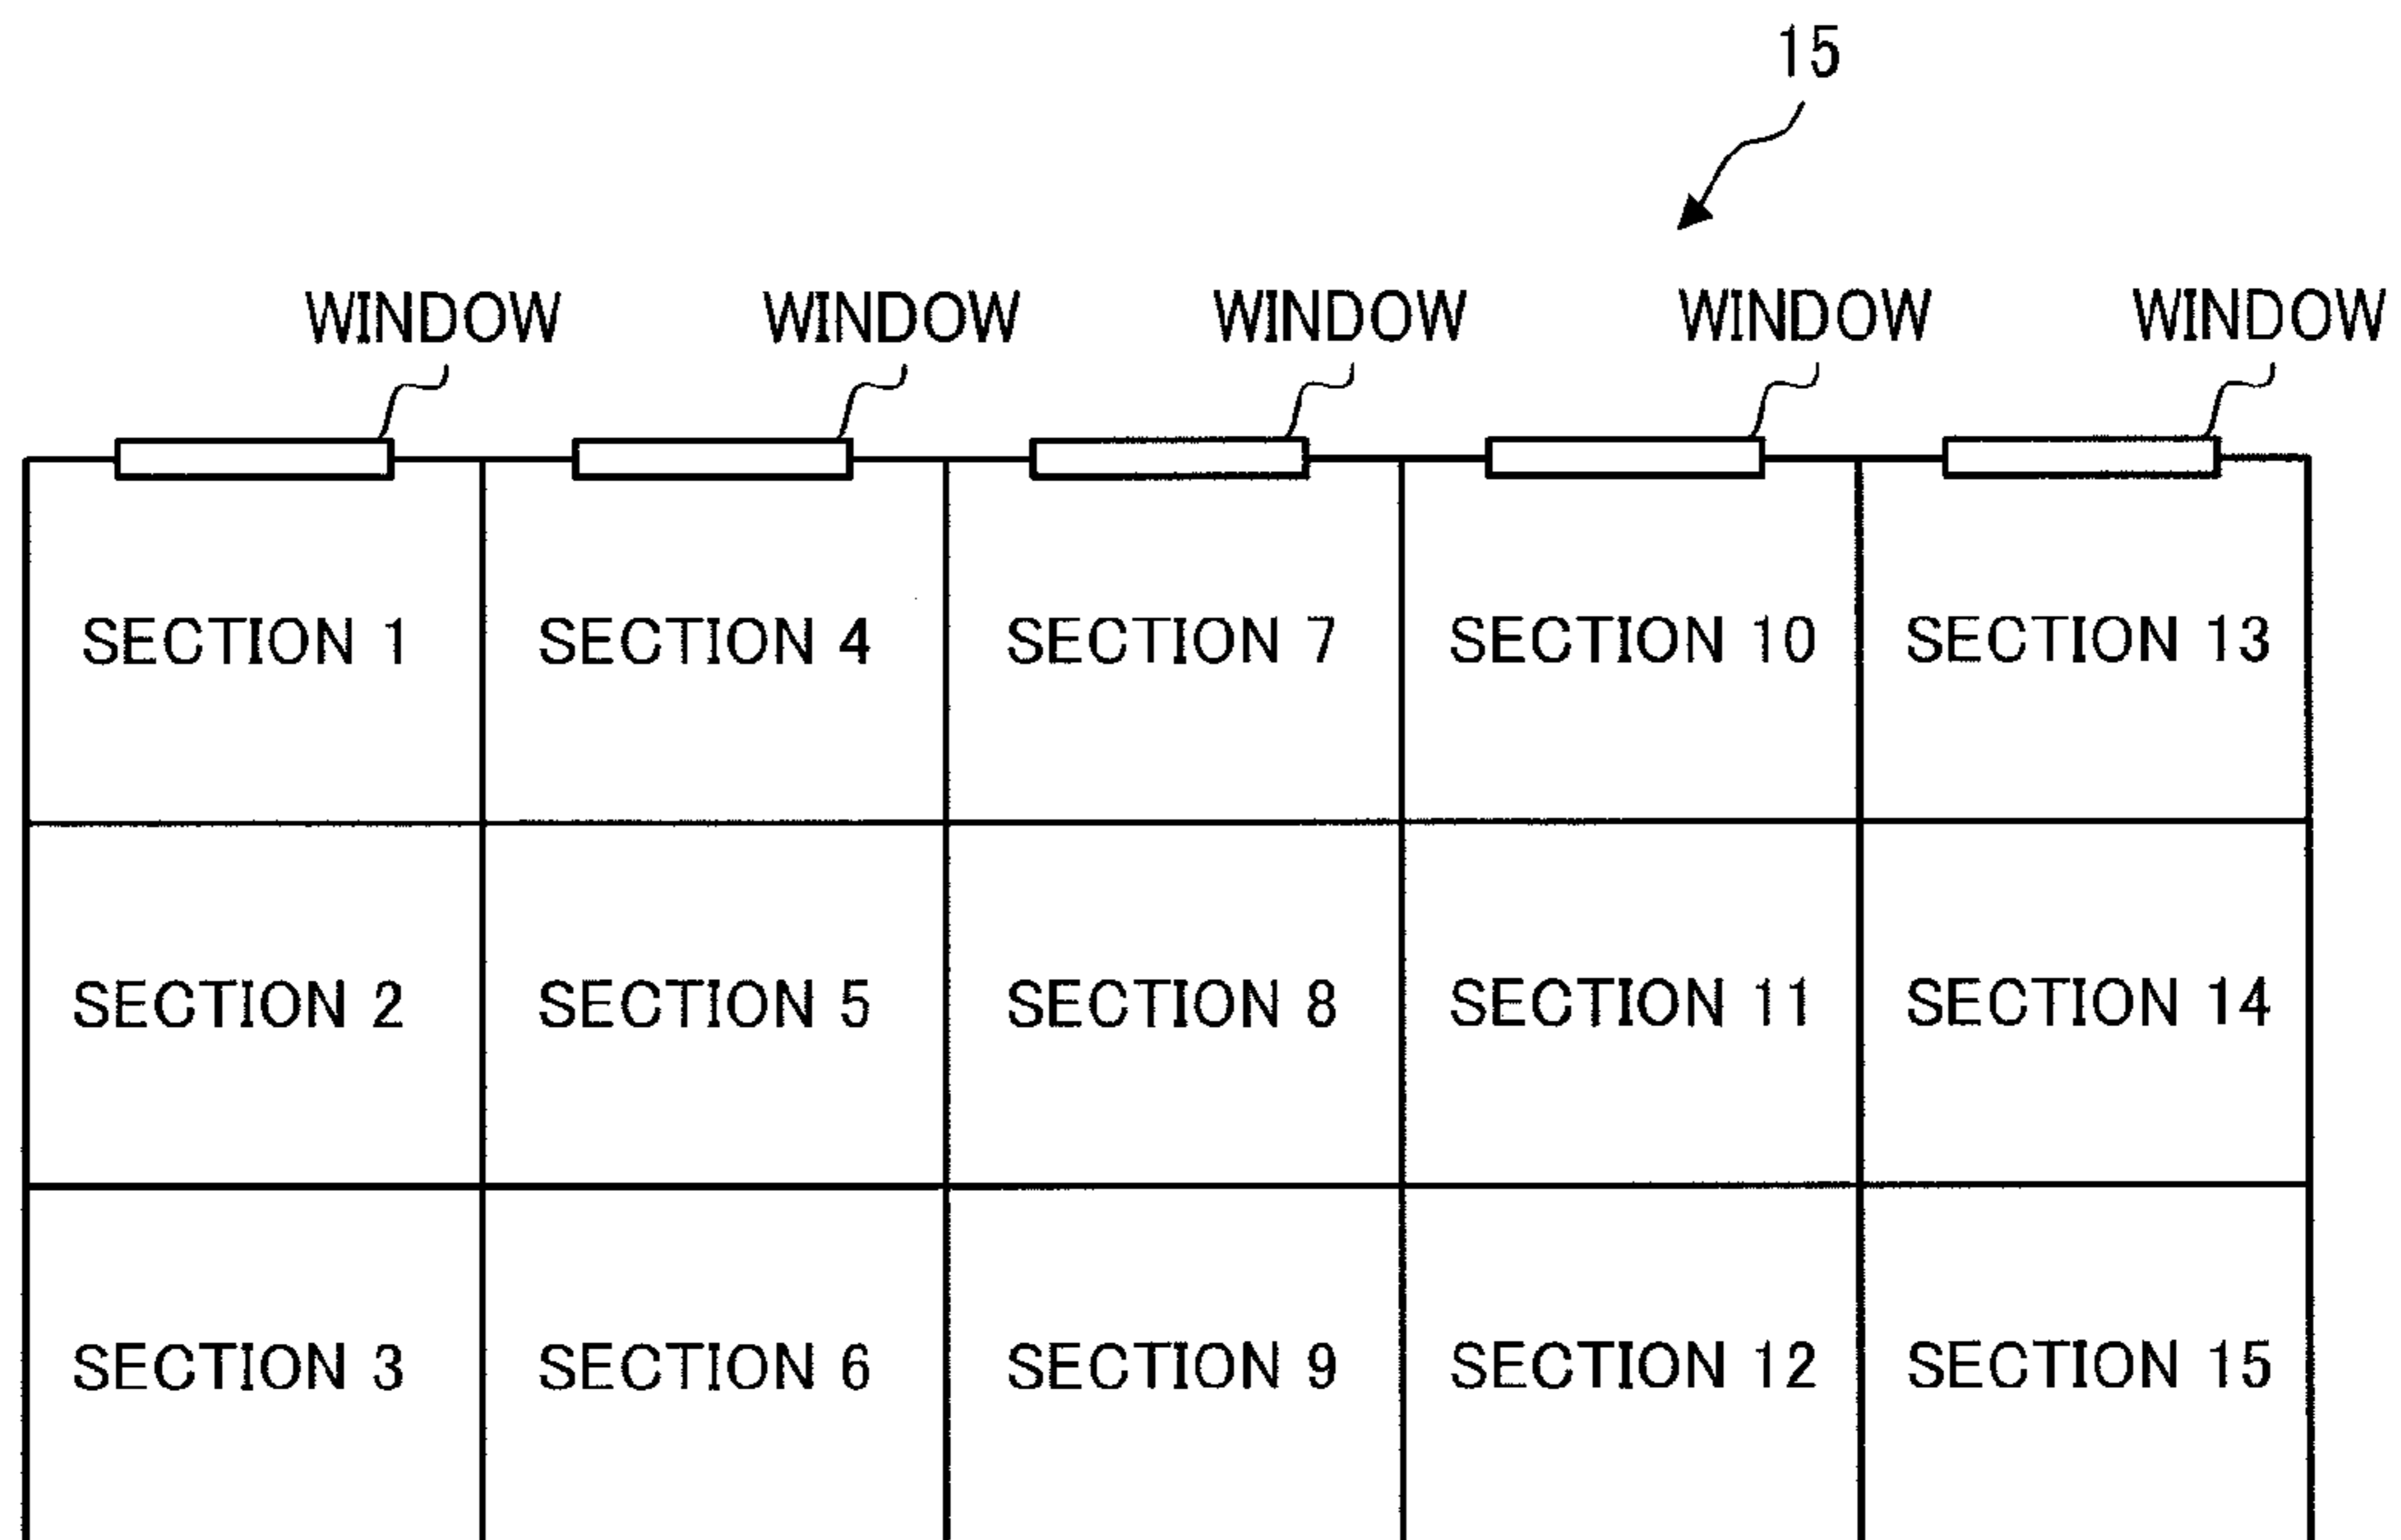 15
WINDOW WINDOW WINDOW WINDOW WINDOW
SECTION 1 SECTION 4 SECTION 7 SECTION 10 SECTION 13
SECTION 2 SECTION 5 SECTION 8 SECTION 11 SECTION 14
SECTION 3 SECTION 6 SECTION 9 SECTION 12 SECTION 15